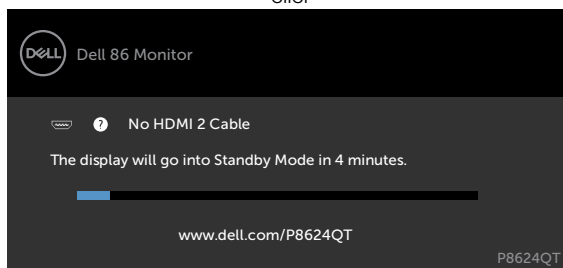 DELL
Dell 86 Monitor
? No HDMI 2 Cable
The display will go into Standby Mode in 4 minutes.
www.dell.com/P8624QT
P8624QT